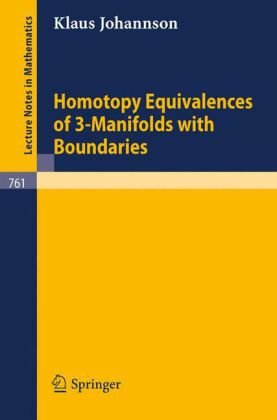 Klaus Johannson
Lecture Notes in Mathematics
Homotopy Equivalences
of 3-Manifolds with
Boundaries
761
Springer